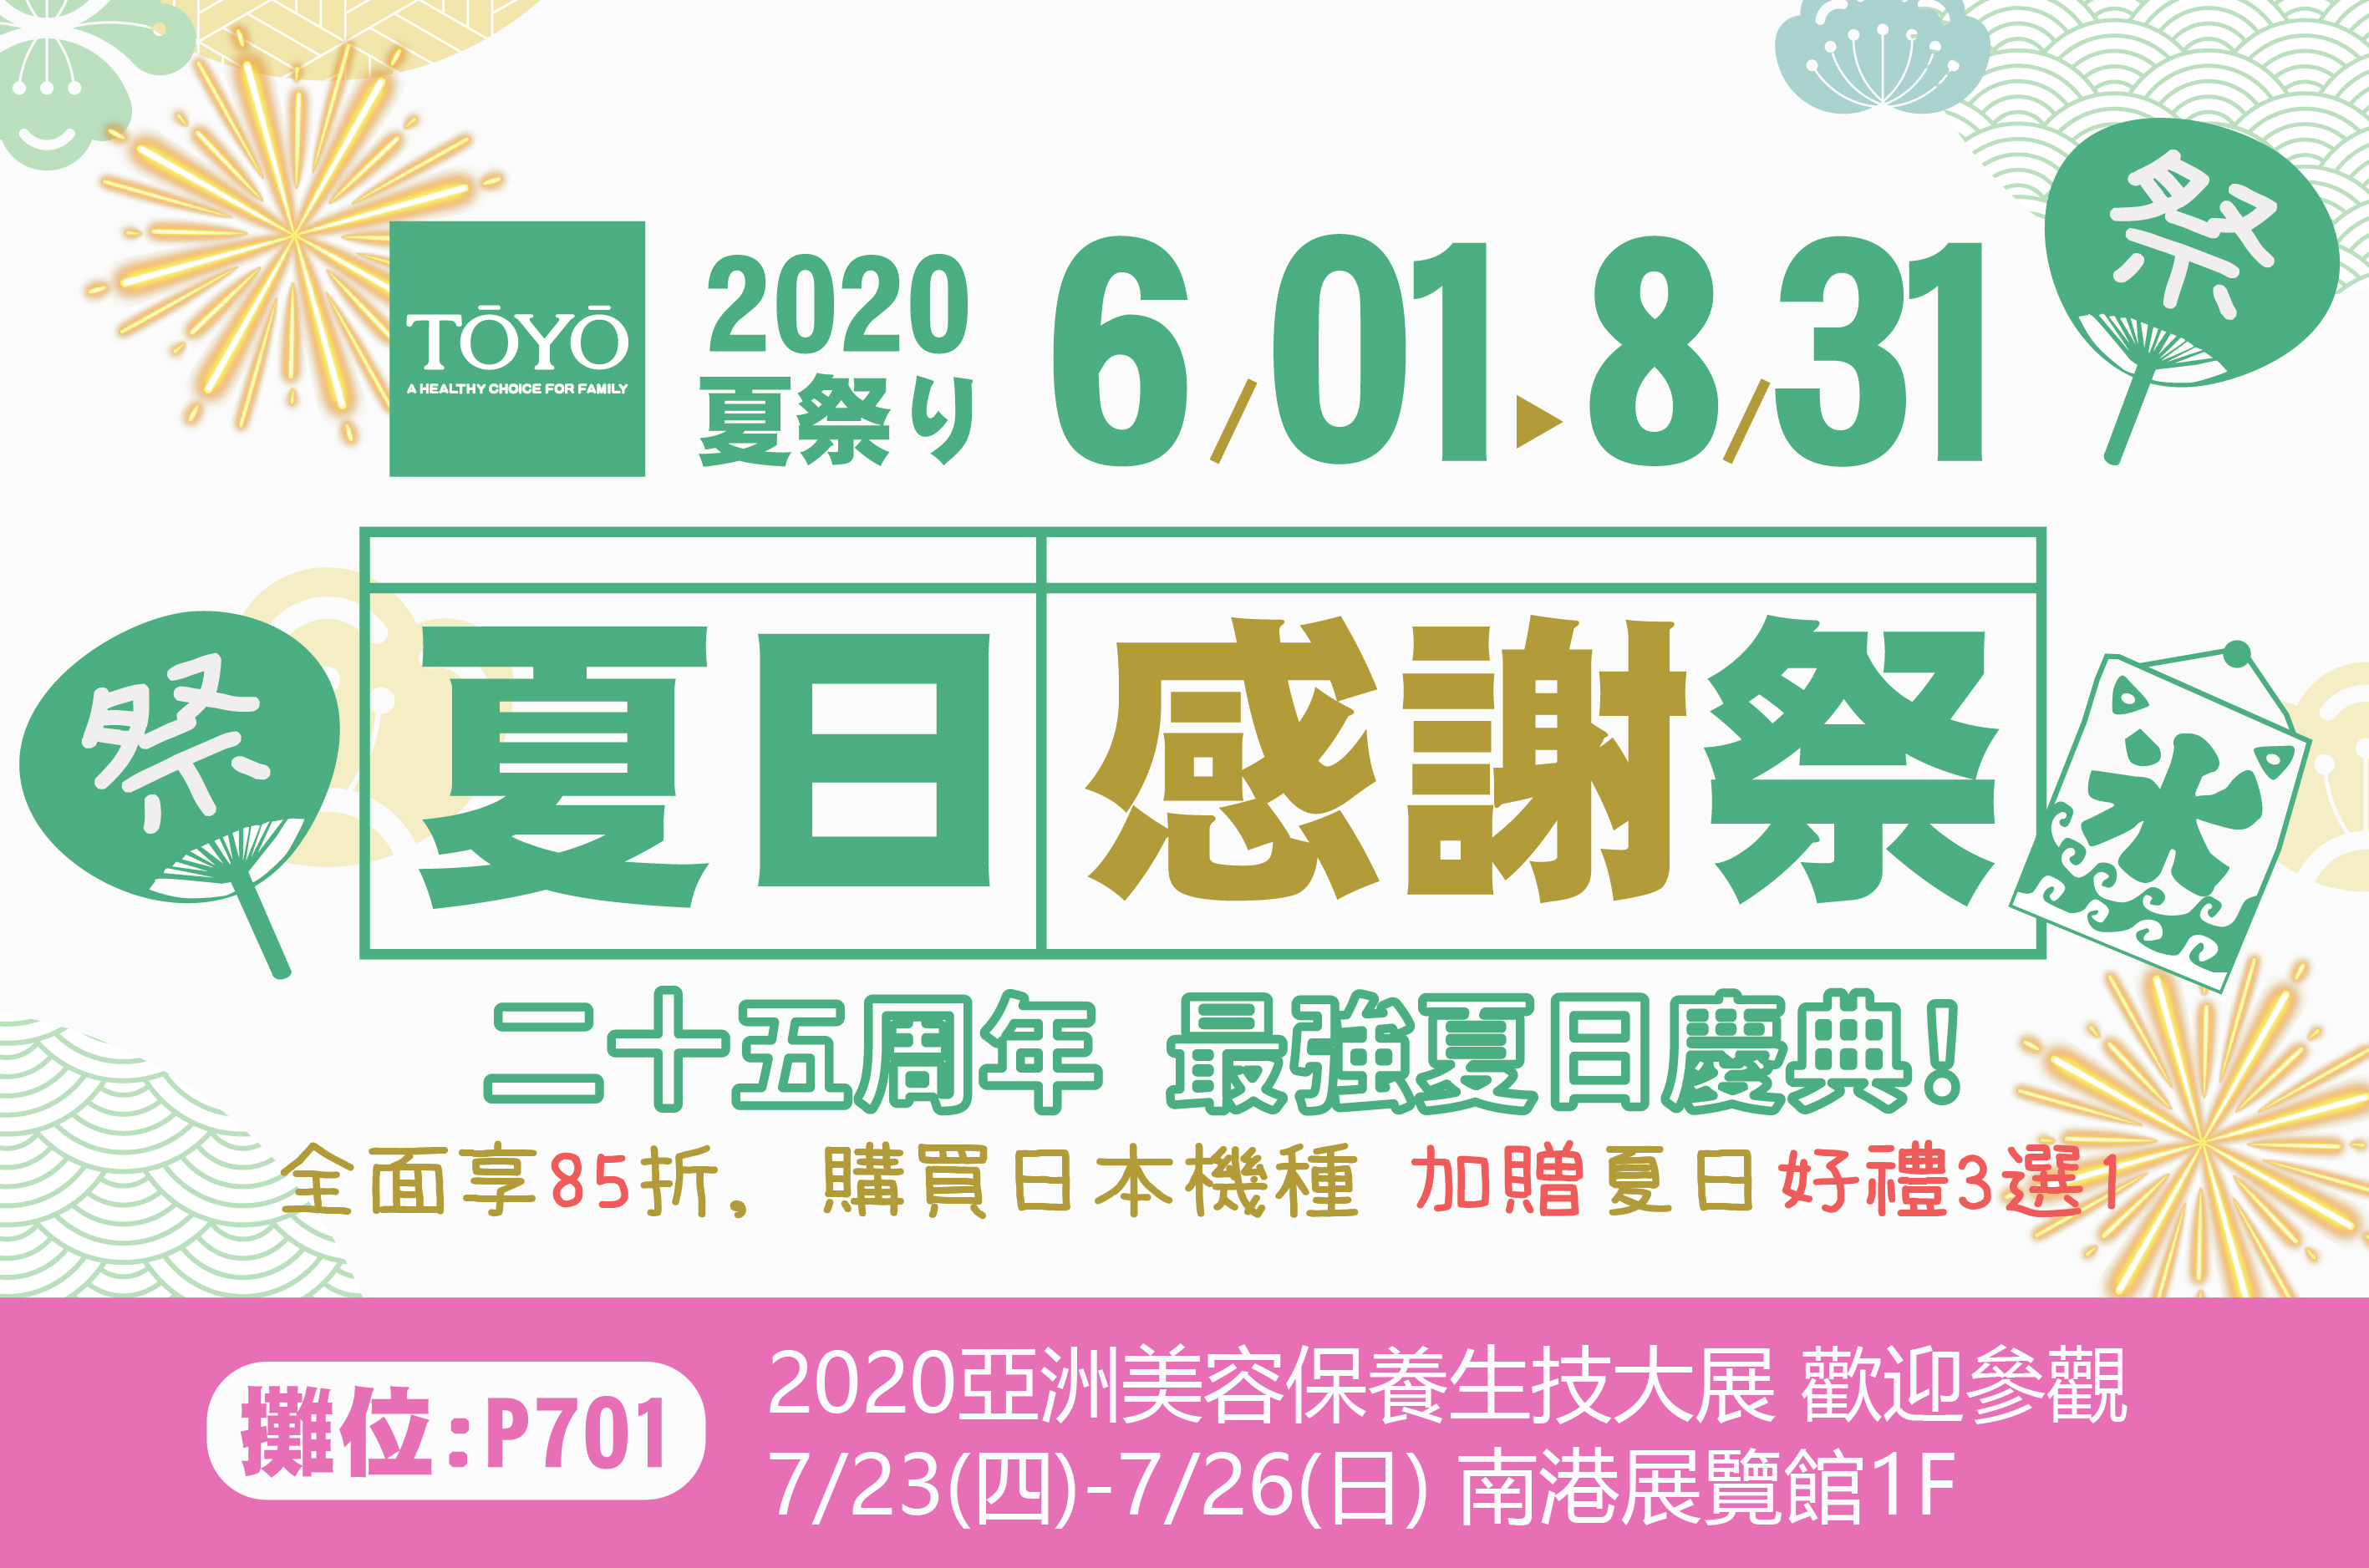 祭
TŌYŌ
A HEALTHY CHOICE FOR FAMILY
2020
夏祭り
6/01▶8/31
夏日感謝祭
祭
氷
二十五周年 最強夏日慶典!
全面享85折, 購買日本機種 加贈夏日好禮3選1
攤位:P701
2020亞洲美容保養生技大展 歡迎參觀
7/23(四)-7/26(日) 南港展覽館1F